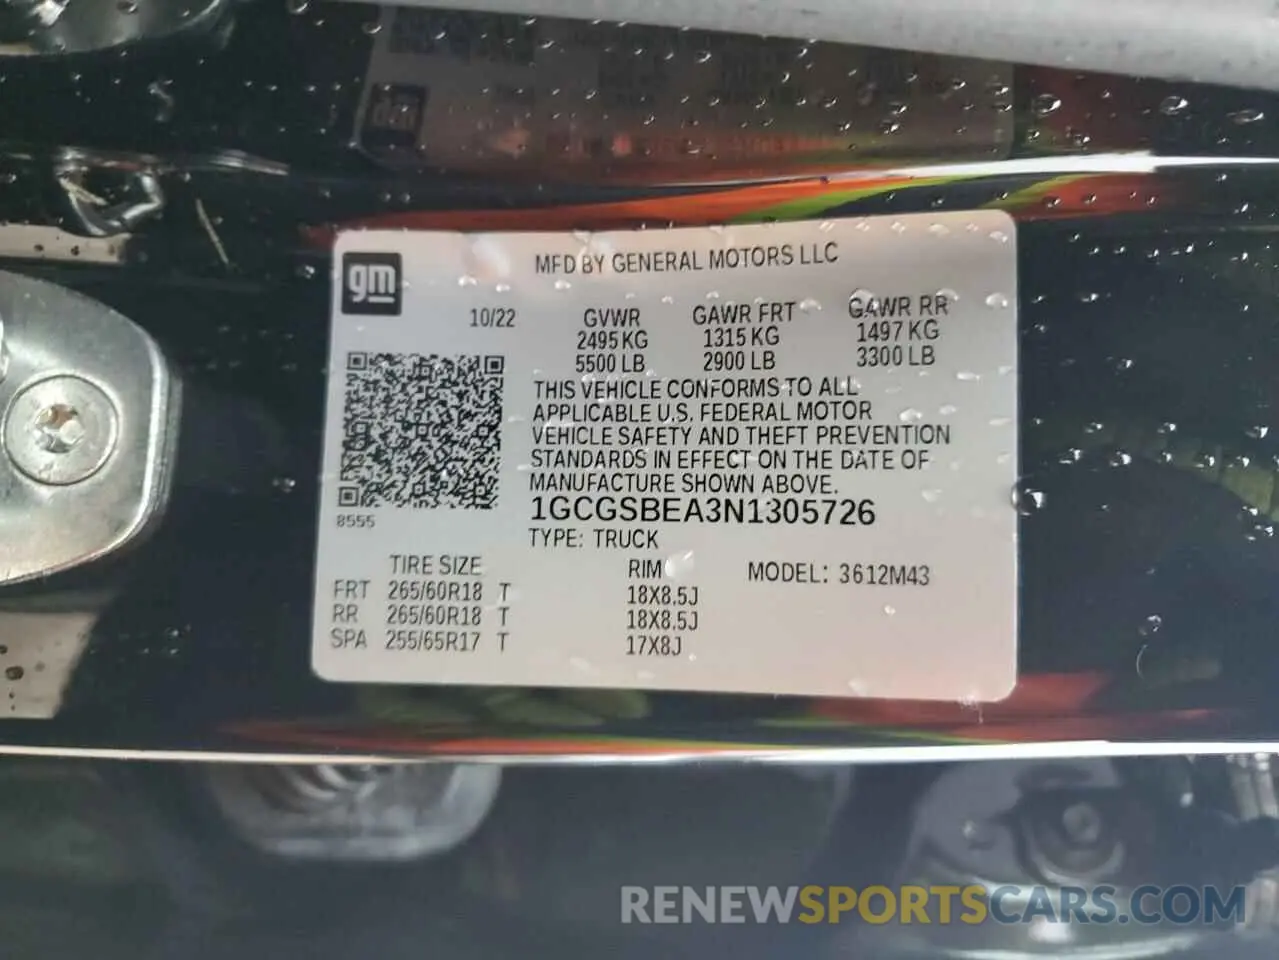 gm
MFD BY GENERAL MOTORS LLC
10/22 GVWR GAWR FRT GAWR RR
2495 KG 1315 KG 1497 KG
5500 LB 2900 LB 3300 LB
THIS VEHICLE CONFORMS TO ALL
APPLICABLE U.S. FEDERAL MOTOR
VEHICLE SAFETY AND THEFT PREVENTION
STANDARDS IN EFFECT ON THE DATE OF
MANUFACTURE SHOWN ABOVE.
1GCGSBEA3N1305726
8555
TYPE: TRUCK
TIRE SIZE RIM MODEL: 3612M43
FRT 265/60R18 T 18X8.5J
RR 265/60R18 T 18X8.5J
SPA 255/65R17 T 17X8J
RENEWSPORTSCARS.COM